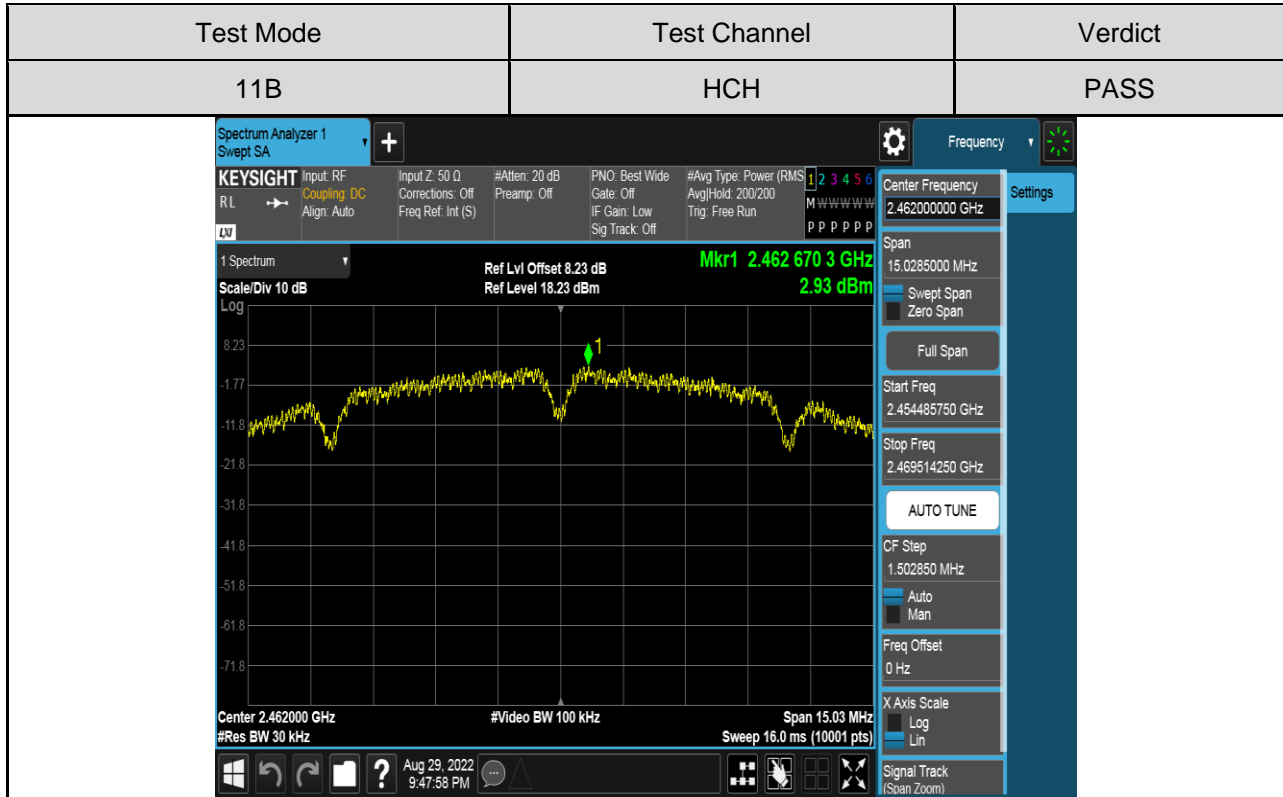 Test Mode Test Channel Verdict
11B HCH PASS
Spectrum Analyzer 1
Swept SA
+
Frequency
KEYSIGHT
RL
LXI
Input: RF
Coupling: DC
Align: Auto
Input Z: 50 Ω
Corrections: Off
Freq Ref: Int (S)
#Atten: 20 dB
Preamp: Off
PNO: Best Wide
Gate: Off
IF Gain: Low
Sig Track: Off
#Avg Type: Power (RMS
Avg|Hold: 200/200
Trig: Free Run
1 2 3 4 5 6
M W W W W W
P P P P P P
1 Spectrum
Scale/Div 10 dB
Log
Ref Lvl Offset 8.23 dB
Ref Level 18.23 dBm
Mkr1 2.462 670 3 GHz
2.93 dBm
1
8.23
-1.77
-11.8
-21.8
-31.8
-41.8
-51.8
-61.8
-71.8
Center 2.462000 GHz
#Res BW 30 kHz
#Video BW 100 kHz
Span 15.03 MHz
Sweep 16.0 ms (10001 pts)
?
Aug 29, 2022
9:47:58 PM
Center Frequency
2.462000000 GHz
Span
15.0285000 MHz
Swept Span
Zero Span
Full Span
Start Freq
2.454485750 GHz
Stop Freq
2.469514250 GHz
AUTO TUNE
CF Step
1.502850 MHz
Auto
Man
Freq Offset
0 Hz
X Axis Scale
Log
Lin
Signal Track
(Span Zoom)
Settings